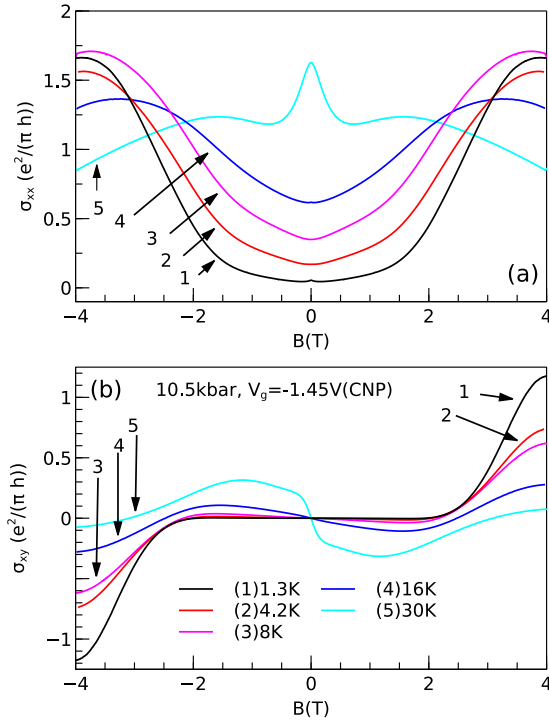 2
1.5
1
0.5
0
σxx (e²/(π h))
5
4
3
2
1
(a)
−4 −2 0 2 4
B(T)
(b) 10.5kbar, Vg=-1.45V(CNP)
1
0.5
0
−1
σxy (e²/(π h))
3 4 5
1
2
(1)1.3K (4)16K
(2)4.2K (5)30K
(3)8K
−4 −2 0 2 4
B(T)